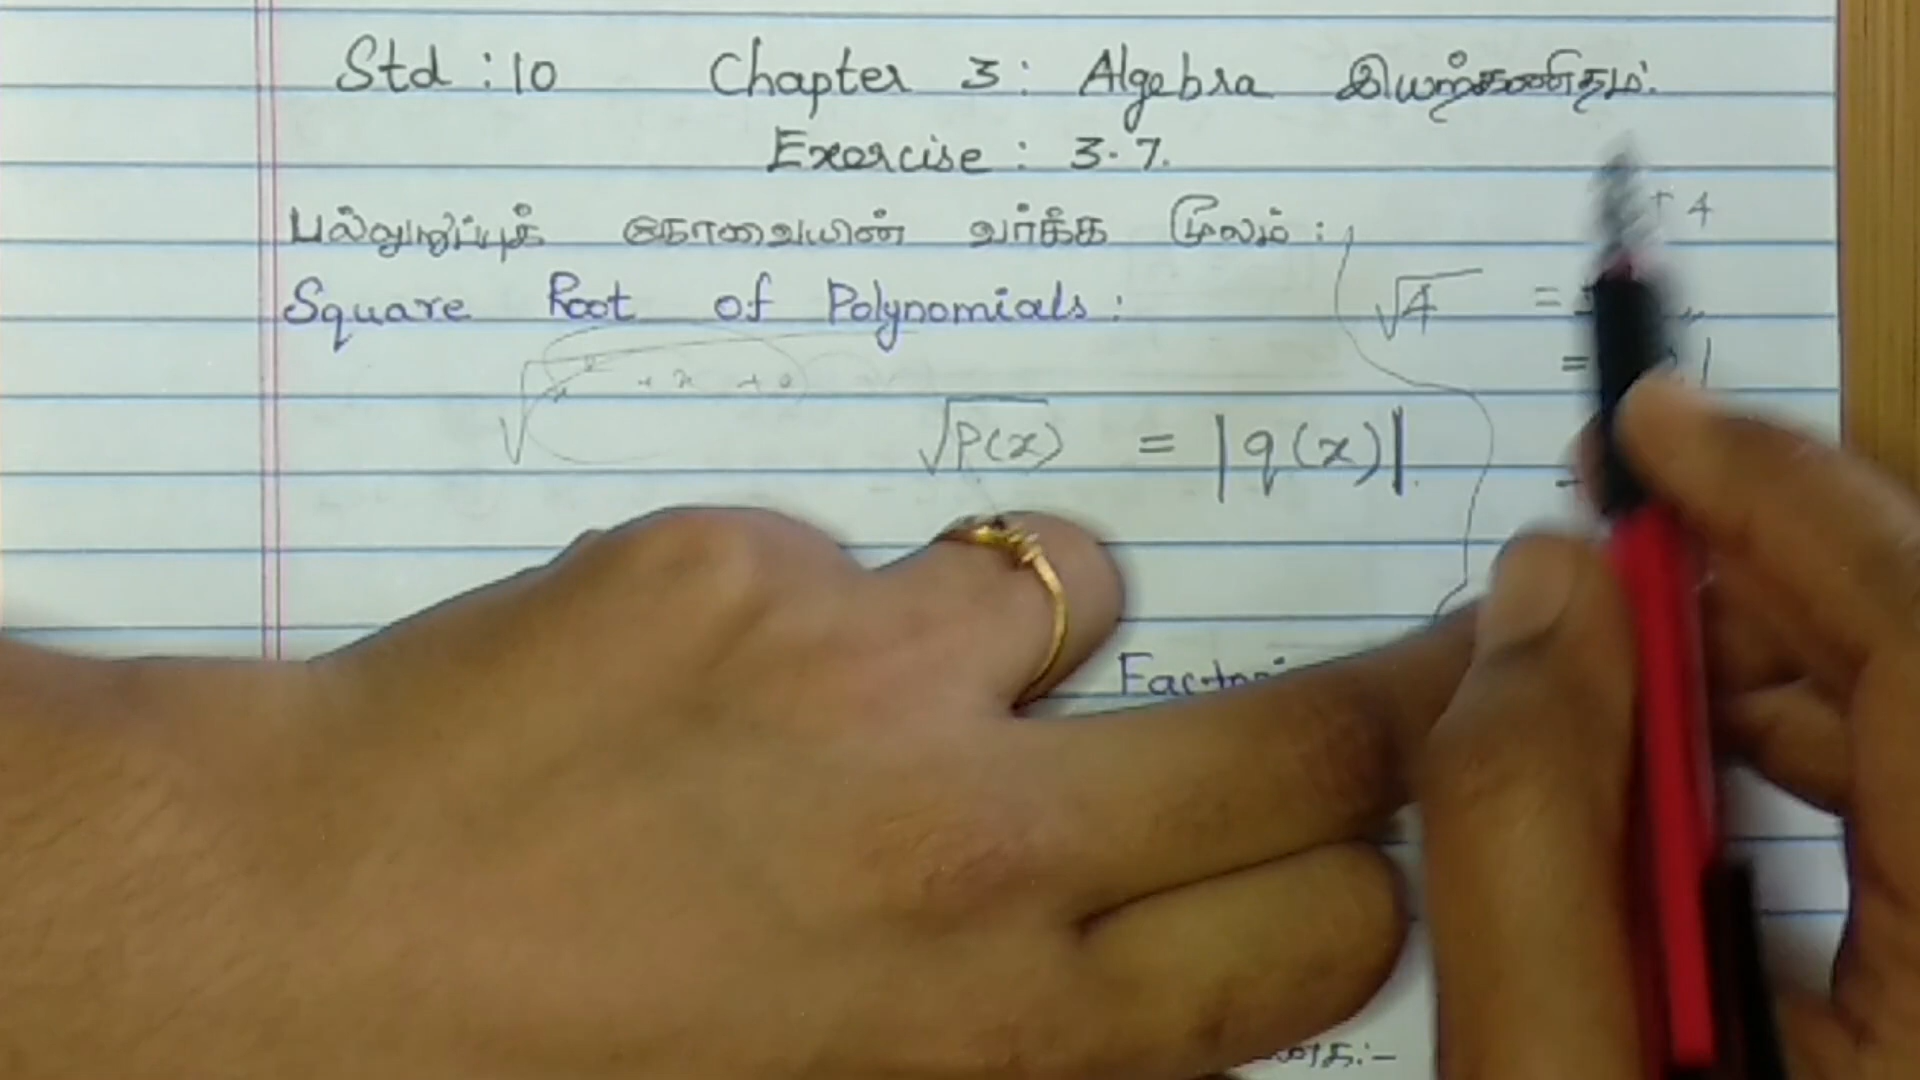 Std : 10 Chapter 3 : Algebra இயற்கணிதம்.
Exercise : 3.7.
பல்லுறுப்புக் கோவையின் வர்க்க மூலம் :
Square Root of Polynomials :
√4 =
√P(x) = |q(x)|.